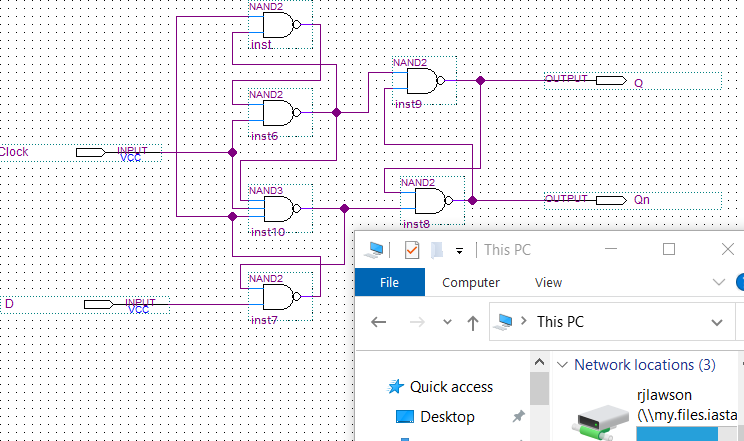 NAND2
inst
NAND2
inst6
NAND2
inst9
OUTPUT
Q
Clock
INPUT
VCC
NAND3
inst10
NAND2
inst8
OUTPUT
Qn
D
INPUT
VCC
NAND2
inst7
This PC
File
Computer
View
This PC
Quick access
Desktop
Network locations (3)
rjlawson
(\\my.files.iasta